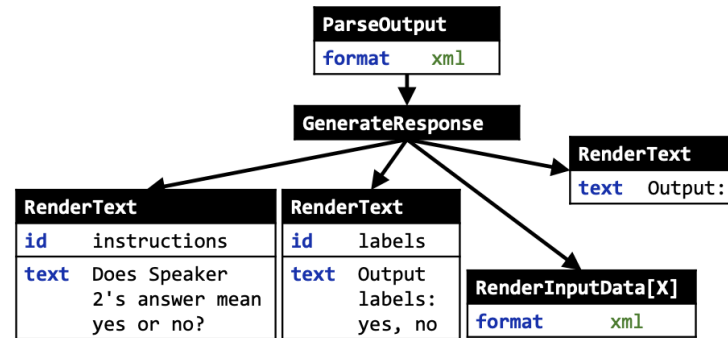 ParseOutput
format xml
GenerateResponse
RenderText
text Output:
RenderText
id instructions
text Does Speaker
2's answer mean
yes or no?
RenderText
id labels
text Output
labels:
yes, no
RenderInputData[X]
format xml